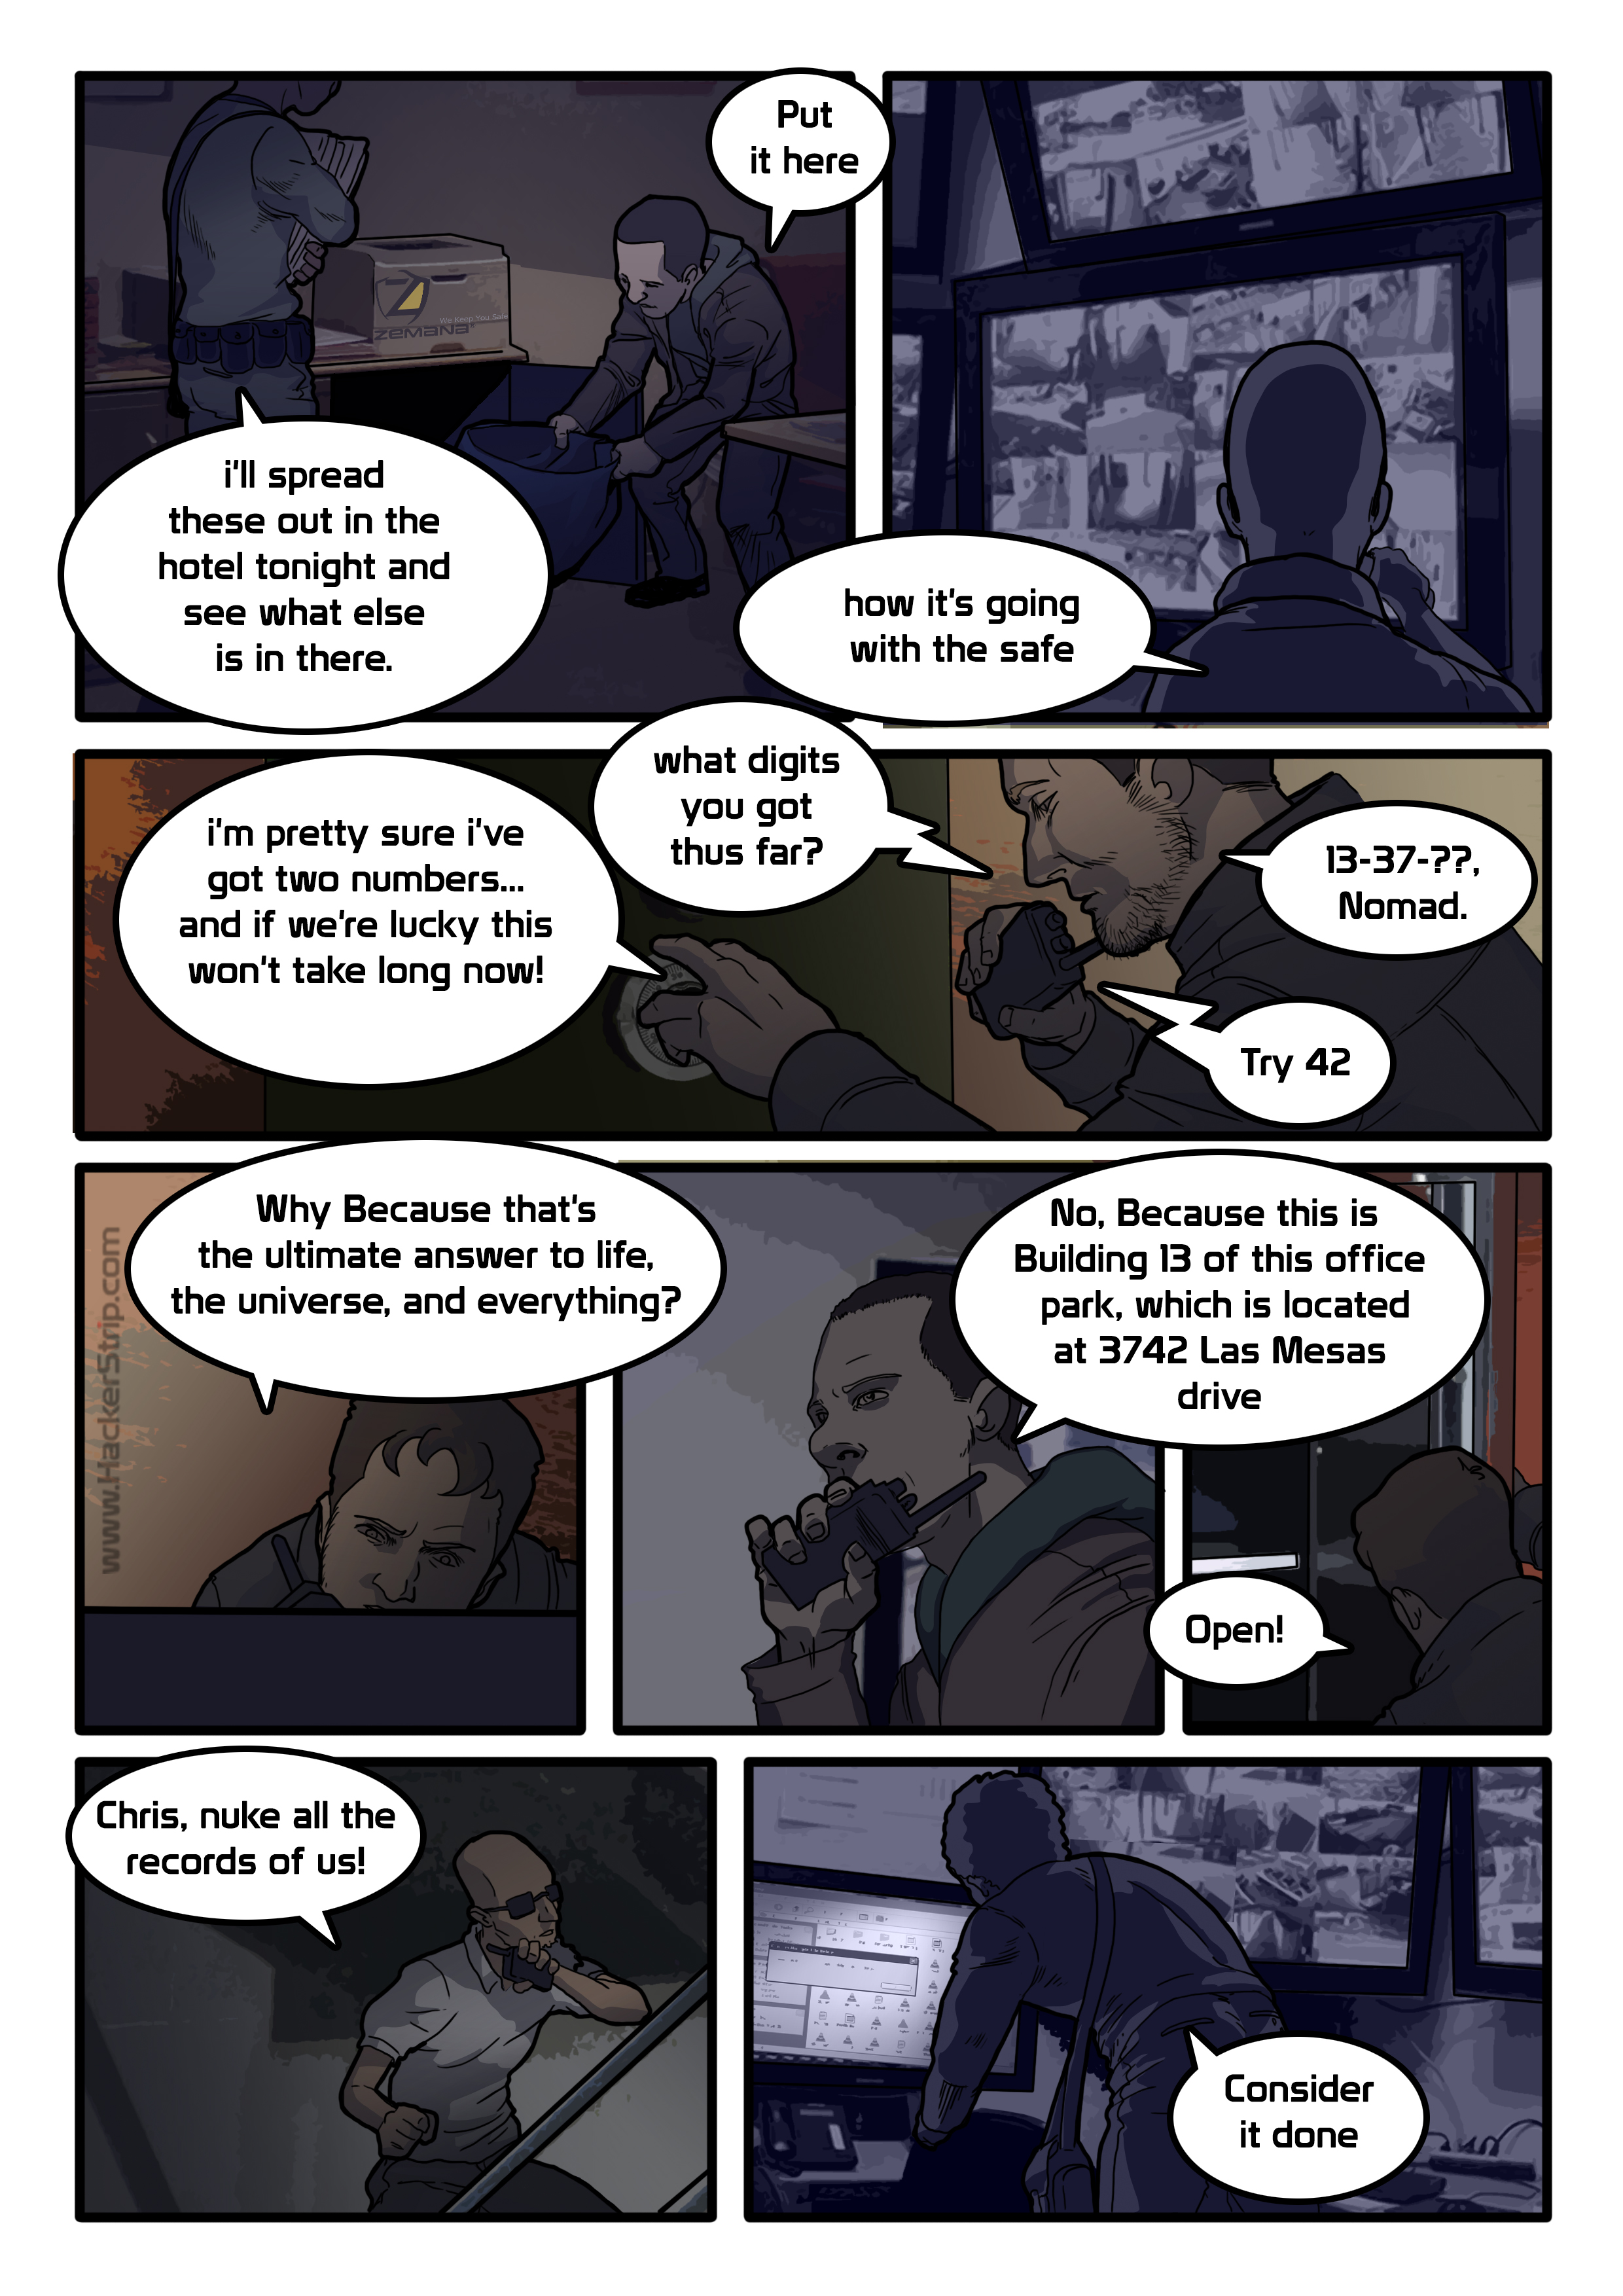 Put
it here
We Keep You Safe
ZEMANA
i'll spread
these out in the
hotel tonight and
see what else
is in there.
how it's going
with the safe
i'm pretty sure i've
got two numbers...
and if we're lucky this
won't take long now!
what digits
you got
thus far?
13-37-??,
Nomad.
Try 42
Why Because that's
the ultimate answer to life,
the universe, and everything?
www.HackerStrip.com
No, Because this is
Building 13 of this office
park, which is located
at 3742 Las Mesas
drive
Open!
Chris, nuke all the
records of us!
Consider
it done